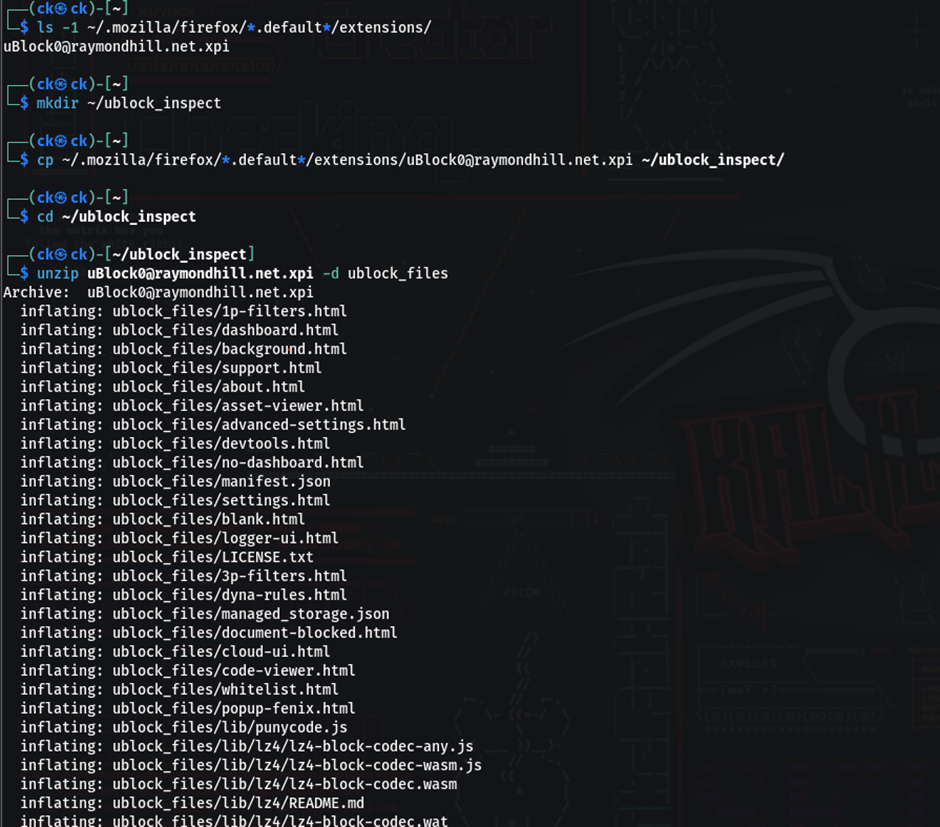 ┌──(ck㉿ck)-[~]
└─$ ls -1 ~/.mozilla/firefox/*.default*/extensions/
uBlock0@raymondhill.net.xpi
┌──(ck㉿ck)-[~]
└─$ mkdir ~/ublock_inspect
┌──(ck㉿ck)-[~]
└─$ cp ~/.mozilla/firefox/*.default*/extensions/uBlock0@raymondhill.net.xpi ~/ublock_inspect/
┌──(ck㉿ck)-[~]
└─$ cd ~/ublock_inspect
┌──(ck㉿ck)-[~/ublock_inspect]
└─$ unzip uBlock0@raymondhill.net.xpi -d ublock_files
Archive:  uBlock0@raymondhill.net.xpi
  inflating: ublock_files/1p-filters.html
  inflating: ublock_files/dashboard.html
  inflating: ublock_files/background.html
  inflating: ublock_files/support.html
  inflating: ublock_files/about.html
  inflating: ublock_files/asset-viewer.html
  inflating: ublock_files/advanced-settings.html
  inflating: ublock_files/devtools.html
  inflating: ublock_files/no-dashboard.html
  inflating: ublock_files/manifest.json
  inflating: ublock_files/settings.html
  inflating: ublock_files/blank.html
  inflating: ublock_files/logger-ui.html
  inflating: ublock_files/LICENSE.txt
  inflating: ublock_files/3p-filters.html
  inflating: ublock_files/dyna-rules.html
  inflating: ublock_files/managed_storage.json
  inflating: ublock_files/document-blocked.html
  inflating: ublock_files/cloud-ui.html
  inflating: ublock_files/code-viewer.html
  inflating: ublock_files/whitelist.html
  inflating: ublock_files/popup-fenix.html
  inflating: ublock_files/lib/punycode.js
  inflating: ublock_files/lib/lz4/lz4-block-codec-any.js
  inflating: ublock_files/lib/lz4/lz4-block-codec-wasm.js
  inflating: ublock_files/lib/lz4/lz4-block-codec.wasm
  inflating: ublock_files/lib/lz4/README.md
  inflating: ublock_files/lib/lz4/lz4-block-codec.wat
KALI
RECON
EXPLOIT